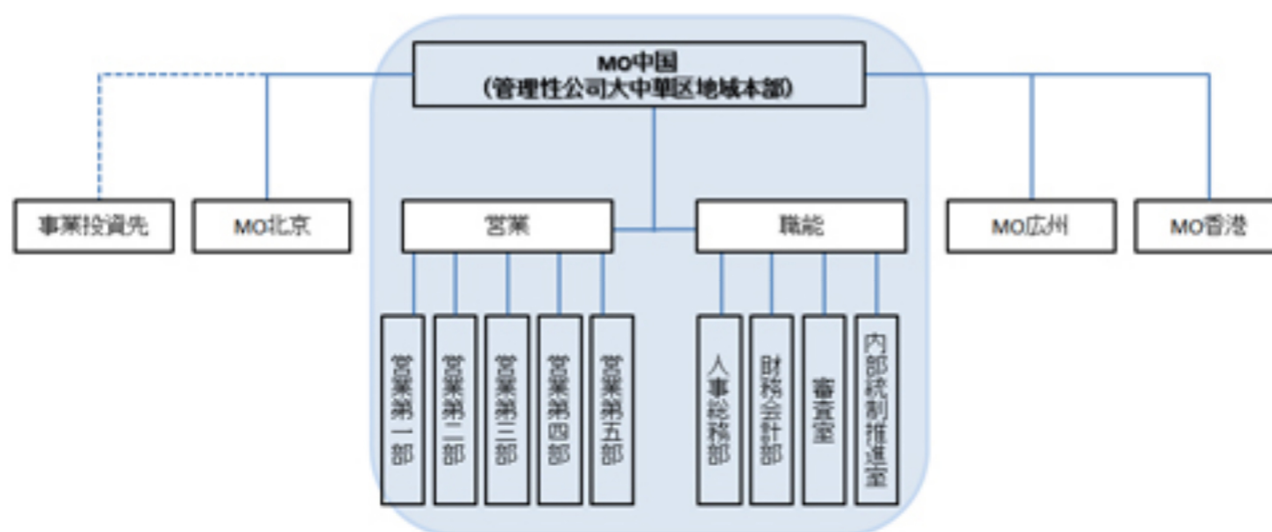 MO中国
（管理性公司大中華区地域本部）
事業投資先
MO北京
営業
職能
MO広州
MO香港
営業第一部
営業第二部
営業第三部
営業第四部
営業第五部
人事総務部
財務会計部
審査室
内部統制推進室